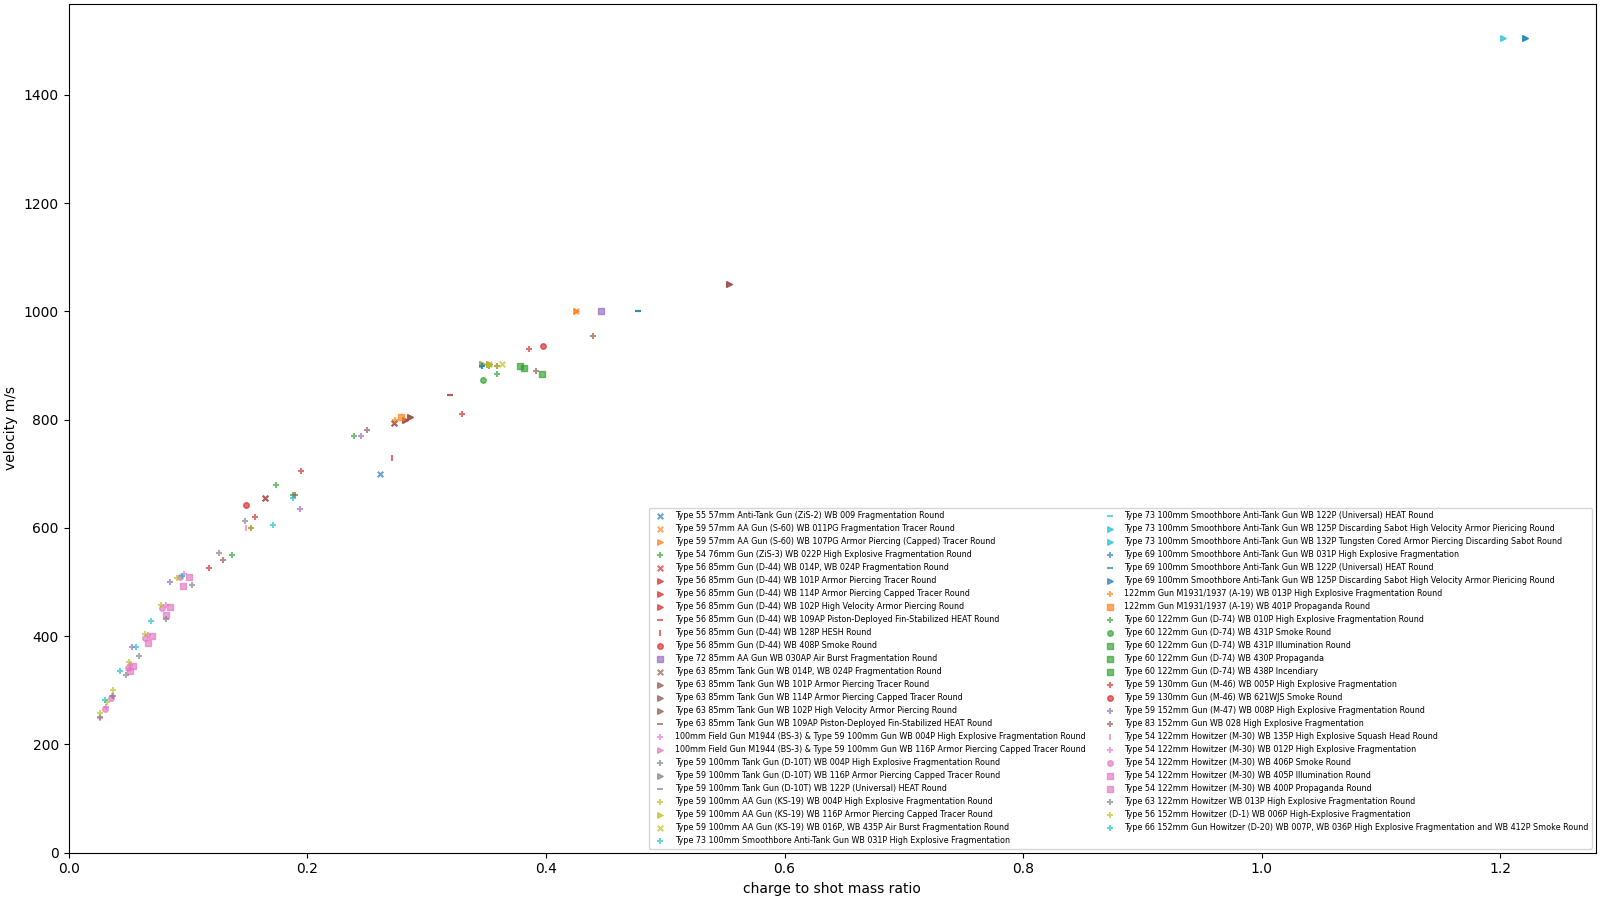 1400
1200
1000
800
600
400
200
0
velocity m/s
0.0 0.2 0.4 0.6 0.8 1.0 1.2
charge to shot mass ratio
Type 55 57mm Anti-Tank Gun (ZiS-2) WB 009 Fragmentation Round
Type 59 57mm AA Gun (S-60) WB 011PG Fragmentation Tracer Round
Type 59 57mm AA Gun (S-60) WB 107PG Armor Piercing (Capped) Tracer Round
Type 54 76mm Gun (ZiS-3) WB 022P High Explosive Fragmentation Round
Type 56 85mm Gun (D-44) WB 014P, WB 024P Fragmentation Round
Type 56 85mm Gun (D-44) WB 101P Armor Piercing Tracer Round
Type 56 85mm Gun (D-44) WB 114P Armor Piercing Capped Tracer Round
Type 56 85mm Gun (D-44) WB 102P High Velocity Armor Piercing Round
Type 56 85mm Gun (D-44) WB 109AP Piston-Deployed Fin-Stabilized HEAT Round
Type 56 85mm Gun (D-44) WB 128P HESH Round
Type 56 85mm Gun (D-44) WB 408P Smoke Round
Type 72 85mm AA Gun WB 030AP Air Burst Fragmentation Round
Type 63 85mm Tank Gun WB 014P, WB 024P Fragmentation Round
Type 63 85mm Tank Gun WB 101P Armor Piercing Tracer Round
Type 63 85mm Tank Gun WB 114P Armor Piercing Capped Tracer Round
Type 63 85mm Tank Gun WB 102P High Velocity Armor Piercing Round
Type 63 85mm Tank Gun WB 109AP Piston-Deployed Fin-Stabilized HEAT Round
100mm Field Gun M1944 (BS-3) & Type 59 100mm Gun WB 004P High Explosive Fragmentation Round
100mm Field Gun M1944 (BS-3) & Type 59 100mm Gun WB 116P Armor Piercing Capped Tracer Round
Type 59 100mm Tank Gun (D-10T) WB 004P High Explosive Fragmentation Round
Type 59 100mm Tank Gun (D-10T) WB 116P Armor Piercing Capped Tracer Round
Type 59 100mm Tank Gun (D-10T) WB 122P (Universal) HEAT Round
Type 59 100mm AA Gun (KS-19) WB 004P High Explosive Fragmentation Round
Type 59 100mm AA Gun (KS-19) WB 116P Armor Piercing Capped Tracer Round
Type 59 100mm AA Gun (KS-19) WB 016P, WB 435P Air Burst Fragmentation Round
Type 73 100mm Smoothbore Anti-Tank Gun WB 031P High Explosive Fragmentation
Type 73 100mm Smoothbore Anti-Tank Gun WB 122P (Universal) HEAT Round
Type 73 100mm Smoothbore Anti-Tank Gun WB 125P Discarding Sabot High Velocity Armor Piericing Round
Type 73 100mm Smoothbore Anti-Tank Gun WB 132P Tungsten Cored Armor Piercing Discarding Sabot Round
Type 69 100mm Smoothbore Anti-Tank Gun WB 031P High Explosive Fragmentation
Type 69 100mm Smoothbore Anti-Tank Gun WB 122P (Universal) HEAT Round
Type 69 100mm Smoothbore Anti-Tank Gun WB 125P Discarding Sabot High Velocity Armor Piericing Round
122mm Gun M1931/1937 (A-19) WB 013P High Explosive Fragmentation Round
122mm Gun M1931/1937 (A-19) WB 401P Propaganda Round
Type 60 122mm Gun (D-74) WB 010P High Explosive Fragmentation Round
Type 60 122mm Gun (D-74) WB 431P Smoke Round
Type 60 122mm Gun (D-74) WB 431P Illumination Round
Type 60 122mm Gun (D-74) WB 430P Propaganda
Type 60 122mm Gun (D-74) WB 438P Incendiary
Type 59 130mm Gun (M-46) WB 005P High Explosive Fragmentation
Type 59 130mm Gun (M-46) WB 621WJS Smoke Round
Type 59 152mm Gun (M-47) WB 008P High Explosive Fragmentation Round
Type 83 152mm Gun WB 028 High Explosive Fragmentation
Type 54 122mm Howitzer (M-30) WB 135P High Explosive Squash Head Round
Type 54 122mm Howitzer (M-30) WB 012P High Explosive Fragmentation
Type 54 122mm Howitzer (M-30) WB 406P Smoke Round
Type 54 122mm Howitzer (M-30) WB 405P Illumination Round
Type 54 122mm Howitzer (M-30) WB 400P Propaganda Round
Type 63 122mm Howitzer WB 013P High Explosive Fragmentation Round
Type 56 152mm Howitzer (D-1) WB 006P High-Explosive Fragmentation
Type 66 152mm Gun Howitzer (D-20) WB 007P, WB 036P High Explosive Fragmentation and WB 412P Smoke Round